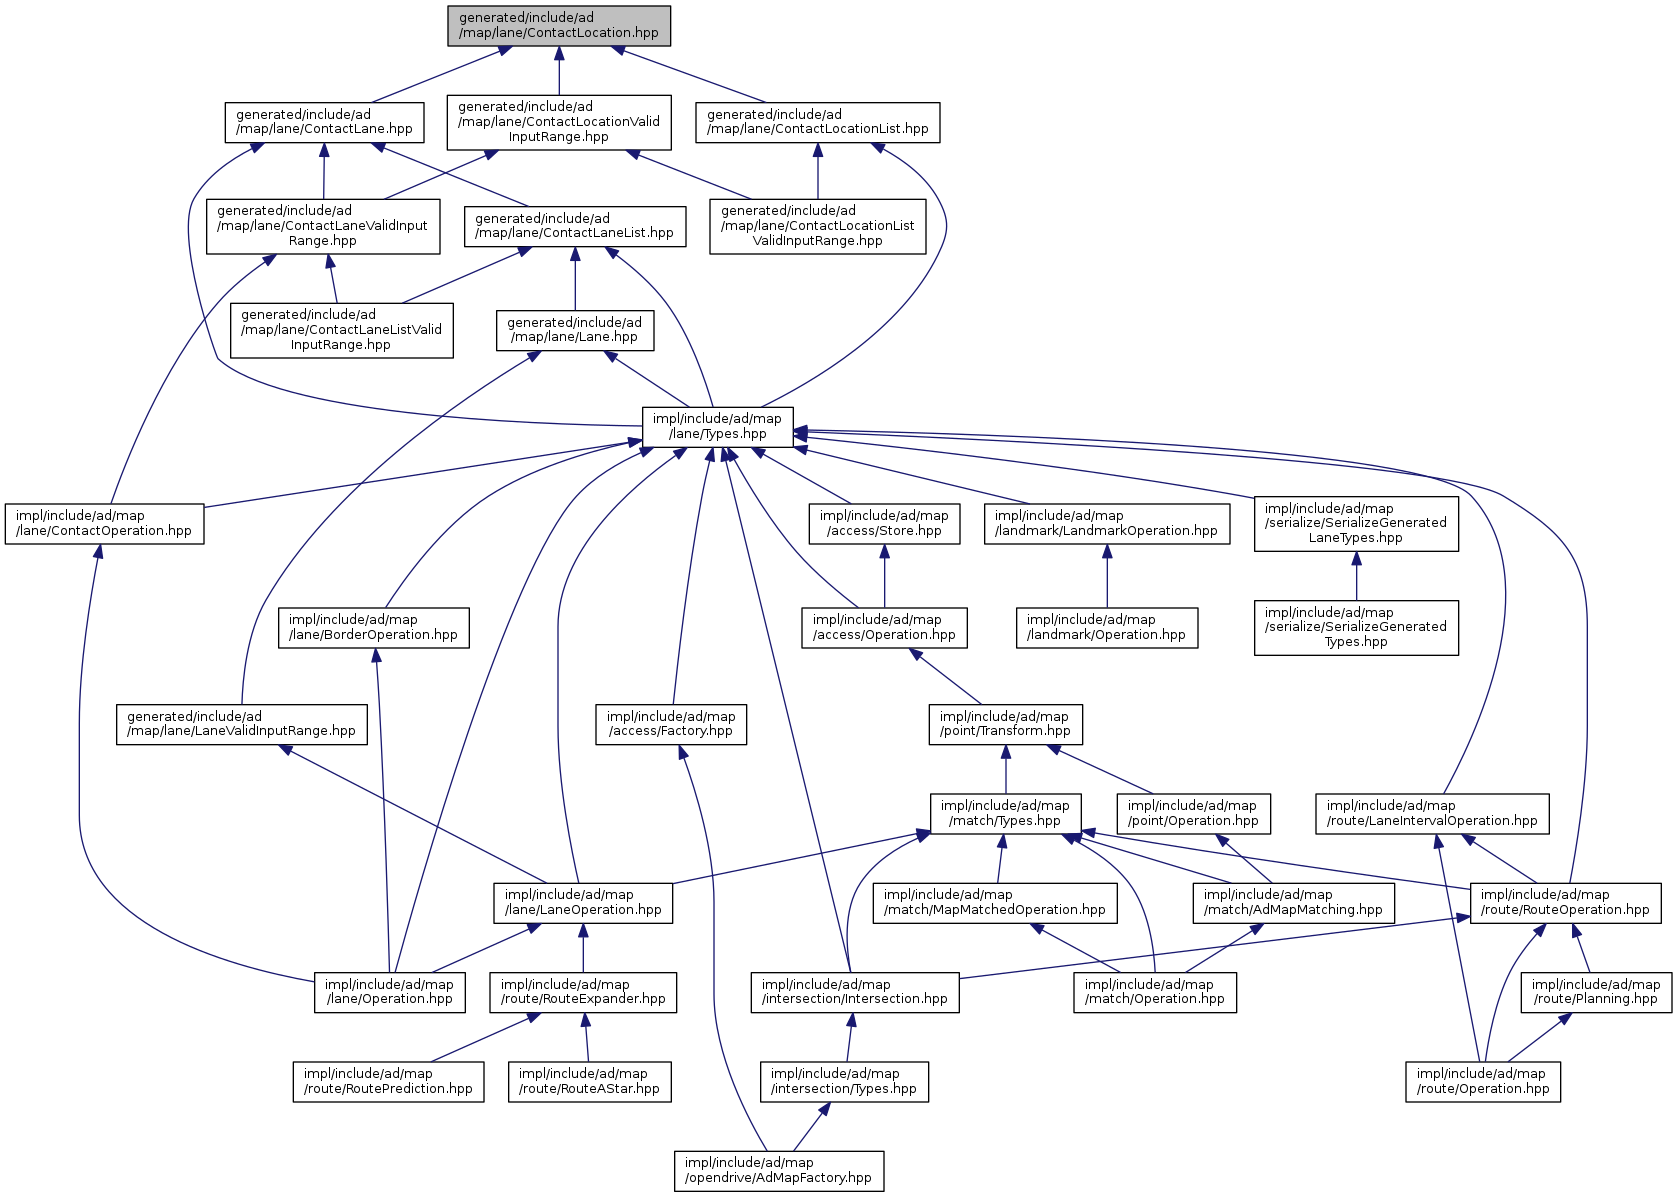 generated/include/ad
/map/lane/ContactLocation.hpp
generated/include/ad
/map/lane/ContactLane.hpp
generated/include/ad
/map/lane/ContactLocationValid
InputRange.hpp
generated/include/ad
/map/lane/ContactLocationList.hpp
generated/include/ad
/map/lane/ContactLaneValidInput
Range.hpp
generated/include/ad
/map/lane/ContactLaneList.hpp
generated/include/ad
/map/lane/ContactLocationList
ValidInputRange.hpp
generated/include/ad
/map/lane/ContactLaneListValid
InputRange.hpp
generated/include/ad
/map/lane/Lane.hpp
impl/include/ad/map
/lane/Types.hpp
impl/include/ad/map
/lane/ContactOperation.hpp
impl/include/ad/map
/access/Store.hpp
impl/include/ad/map
/landmark/LandmarkOperation.hpp
impl/include/ad/map
/serialize/SerializeGenerated
LaneTypes.hpp
impl/include/ad/map
/lane/BorderOperation.hpp
impl/include/ad/map
/access/Operation.hpp
impl/include/ad/map
/landmark/Operation.hpp
impl/include/ad/map
/serialize/SerializeGenerated
Types.hpp
generated/include/ad
/map/lane/LaneValidInputRange.hpp
impl/include/ad/map
/access/Factory.hpp
impl/include/ad/map
/point/Transform.hpp
impl/include/ad/map
/match/Types.hpp
impl/include/ad/map
/point/Operation.hpp
impl/include/ad/map
/route/LaneIntervalOperation.hpp
impl/include/ad/map
/lane/LaneOperation.hpp
impl/include/ad/map
/match/MapMatchedOperation.hpp
impl/include/ad/map
/match/AdMapMatching.hpp
impl/include/ad/map
/route/RouteOperation.hpp
impl/include/ad/map
/lane/Operation.hpp
impl/include/ad/map
/route/RouteExpander.hpp
impl/include/ad/map
/intersection/Intersection.hpp
impl/include/ad/map
/match/Operation.hpp
impl/include/ad/map
/route/Planning.hpp
impl/include/ad/map
/route/RoutePrediction.hpp
impl/include/ad/map
/route/RouteAStar.hpp
impl/include/ad/map
/intersection/Types.hpp
impl/include/ad/map
/route/Operation.hpp
impl/include/ad/map
/opendrive/AdMapFactory.hpp